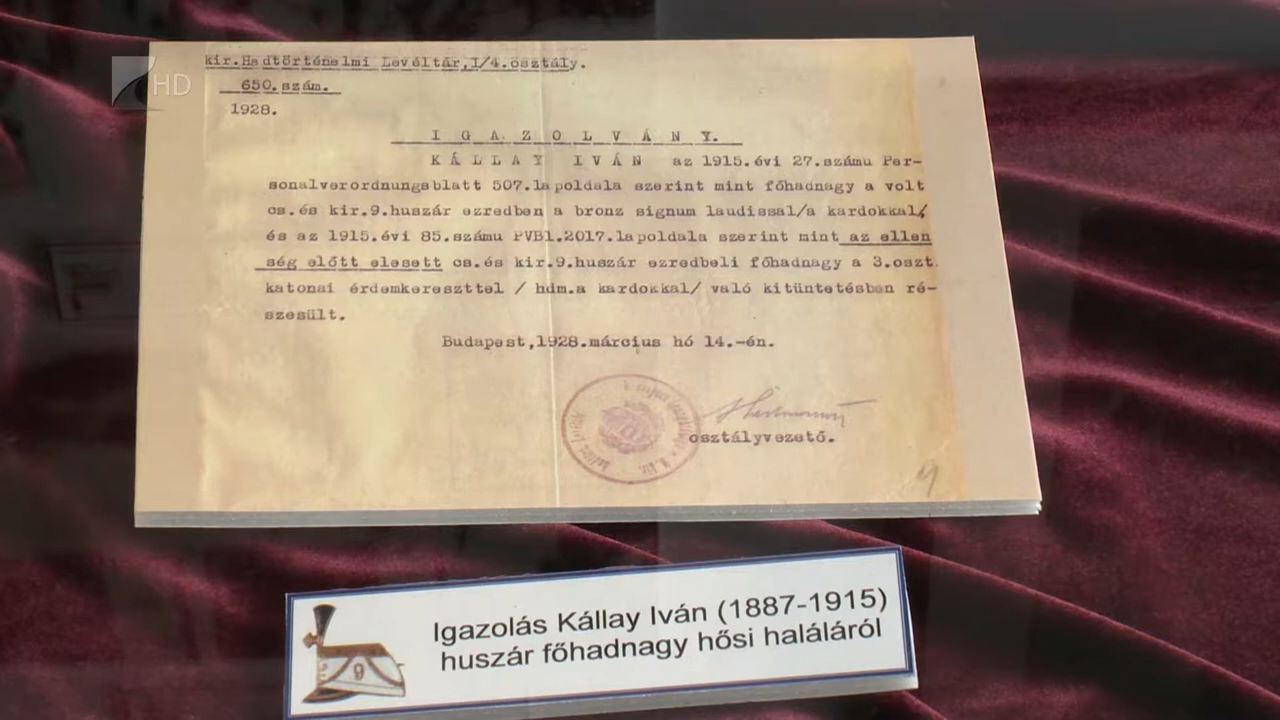 HD
kir.Hadtörténelmi Levéltár,I/4.osztály.
650.szám.
1928.
I G A Z O L V Á N Y.
K Á L L A Y I V Á N az 1915.évi 27.számu Per-
sonalverordnungsblatt 507.lapoldala szerint mint főhadnagy a volt
cs.és kir.9.huszár ezredben a bronz signum laudissal/a kardokkal/
és az 1915.évi 85.számu PVBl.2017.lapoldala szerint mint az ellen
ség előtt elesett cs.és kir.9.huszár ezredbeli főhadnagy a 3.oszt.
katonai érdemkereszttel / hdm.a kardokkal/ való kitüntetésben ré-
szesült.
Budapest,1928.március hó 14.-én.
osztályvezető.
9
9
Igazolás Kállay Iván (1887-1915)
huszár főhadnagy hősi haláláról